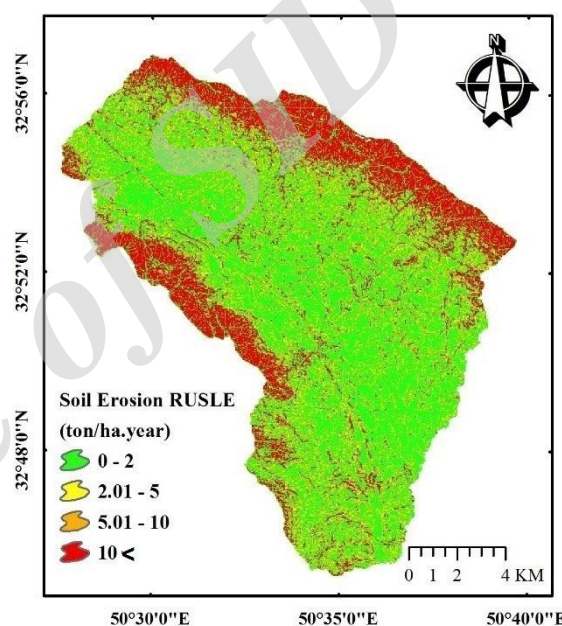 of SID
N
32°56'0"N
32°52'0"N
32°48'0"N
Soil Erosion RUSLE
(ton/ha.year)
0 - 2
2.01 - 5
5.01 - 10
10 <
0 1 2 4 KM
50°30'0"E 50°35'0"E 50°40'0"E